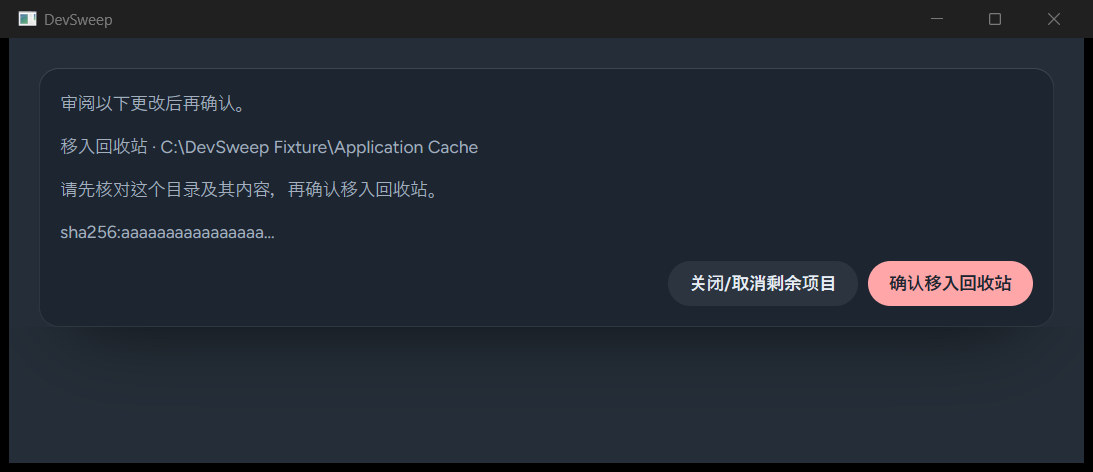 DevSweep
审阅以下更改后再确认。
移入回收站 · C:\DevSweep Fixture\Application Cache
请先核对这个目录及其内容，再确认移入回收站。
sha256:aaaaaaaaaaaaaaaa...
关闭/取消剩余项目
确认移入回收站